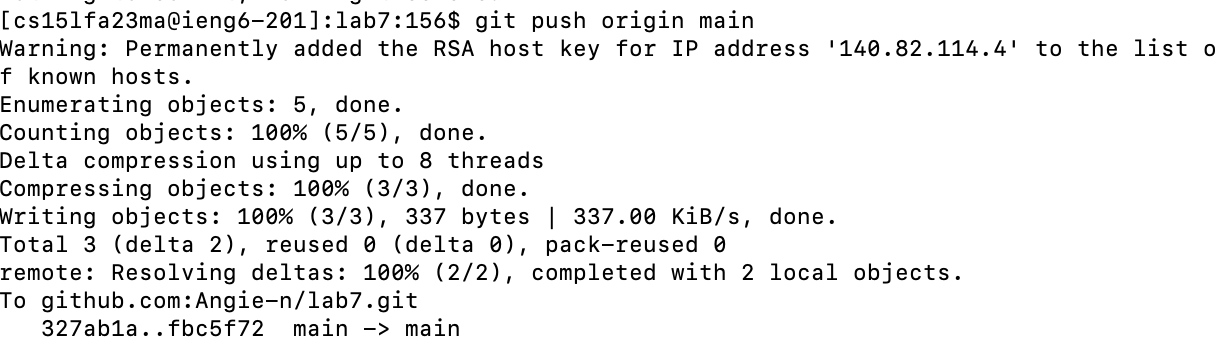 [cs15lfa23ma@ieng6-201]:lab7:156$ git push origin main
Warning: Permanently added the RSA host key for IP address '140.82.114.4' to the list o
f known hosts.
Enumerating objects: 5, done.
Counting objects: 100% (5/5), done.
Delta compression using up to 8 threads
Compressing objects: 100% (3/3), done.
Writing objects: 100% (3/3), 337 bytes | 337.00 KiB/s, done.
Total 3 (delta 2), reused 0 (delta 0), pack-reused 0
remote: Resolving deltas: 100% (2/2), completed with 2 local objects.
To github.com:Angie-n/lab7.git
   327ab1a..fbc5f72  main -> main